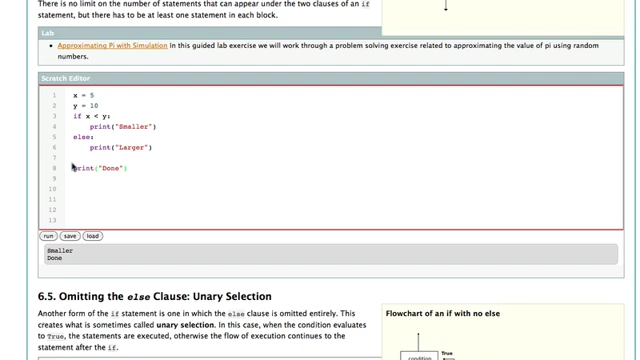 There is no limit on the number of statements that can appear under the two clauses of an if
statement, but there has to be at least one statement in each block.
Lab
• Approximating Pi with Simulation In this guided lab exercise we will work through a problem solving exercise related to approximating the value of pi using random
numbers.
Scratch Editor
1 x = 5
2 y = 10
3 if x < y:
4 print("Smaller")
5 else:
6 print("Larger")
7
8 print("Done")
9
10
11
12
13
run save load
Smaller
Done
6.5. Omitting the else Clause: Unary Selection
Another form of the if statement is one in which the else clause is omitted entirely. This
creates what is sometimes called unary selection. In this case, when the condition evaluates
to True, the statements are executed, otherwise the flow of execution continues to the
statement after the if.
Flowchart of an if with no else
True
condition